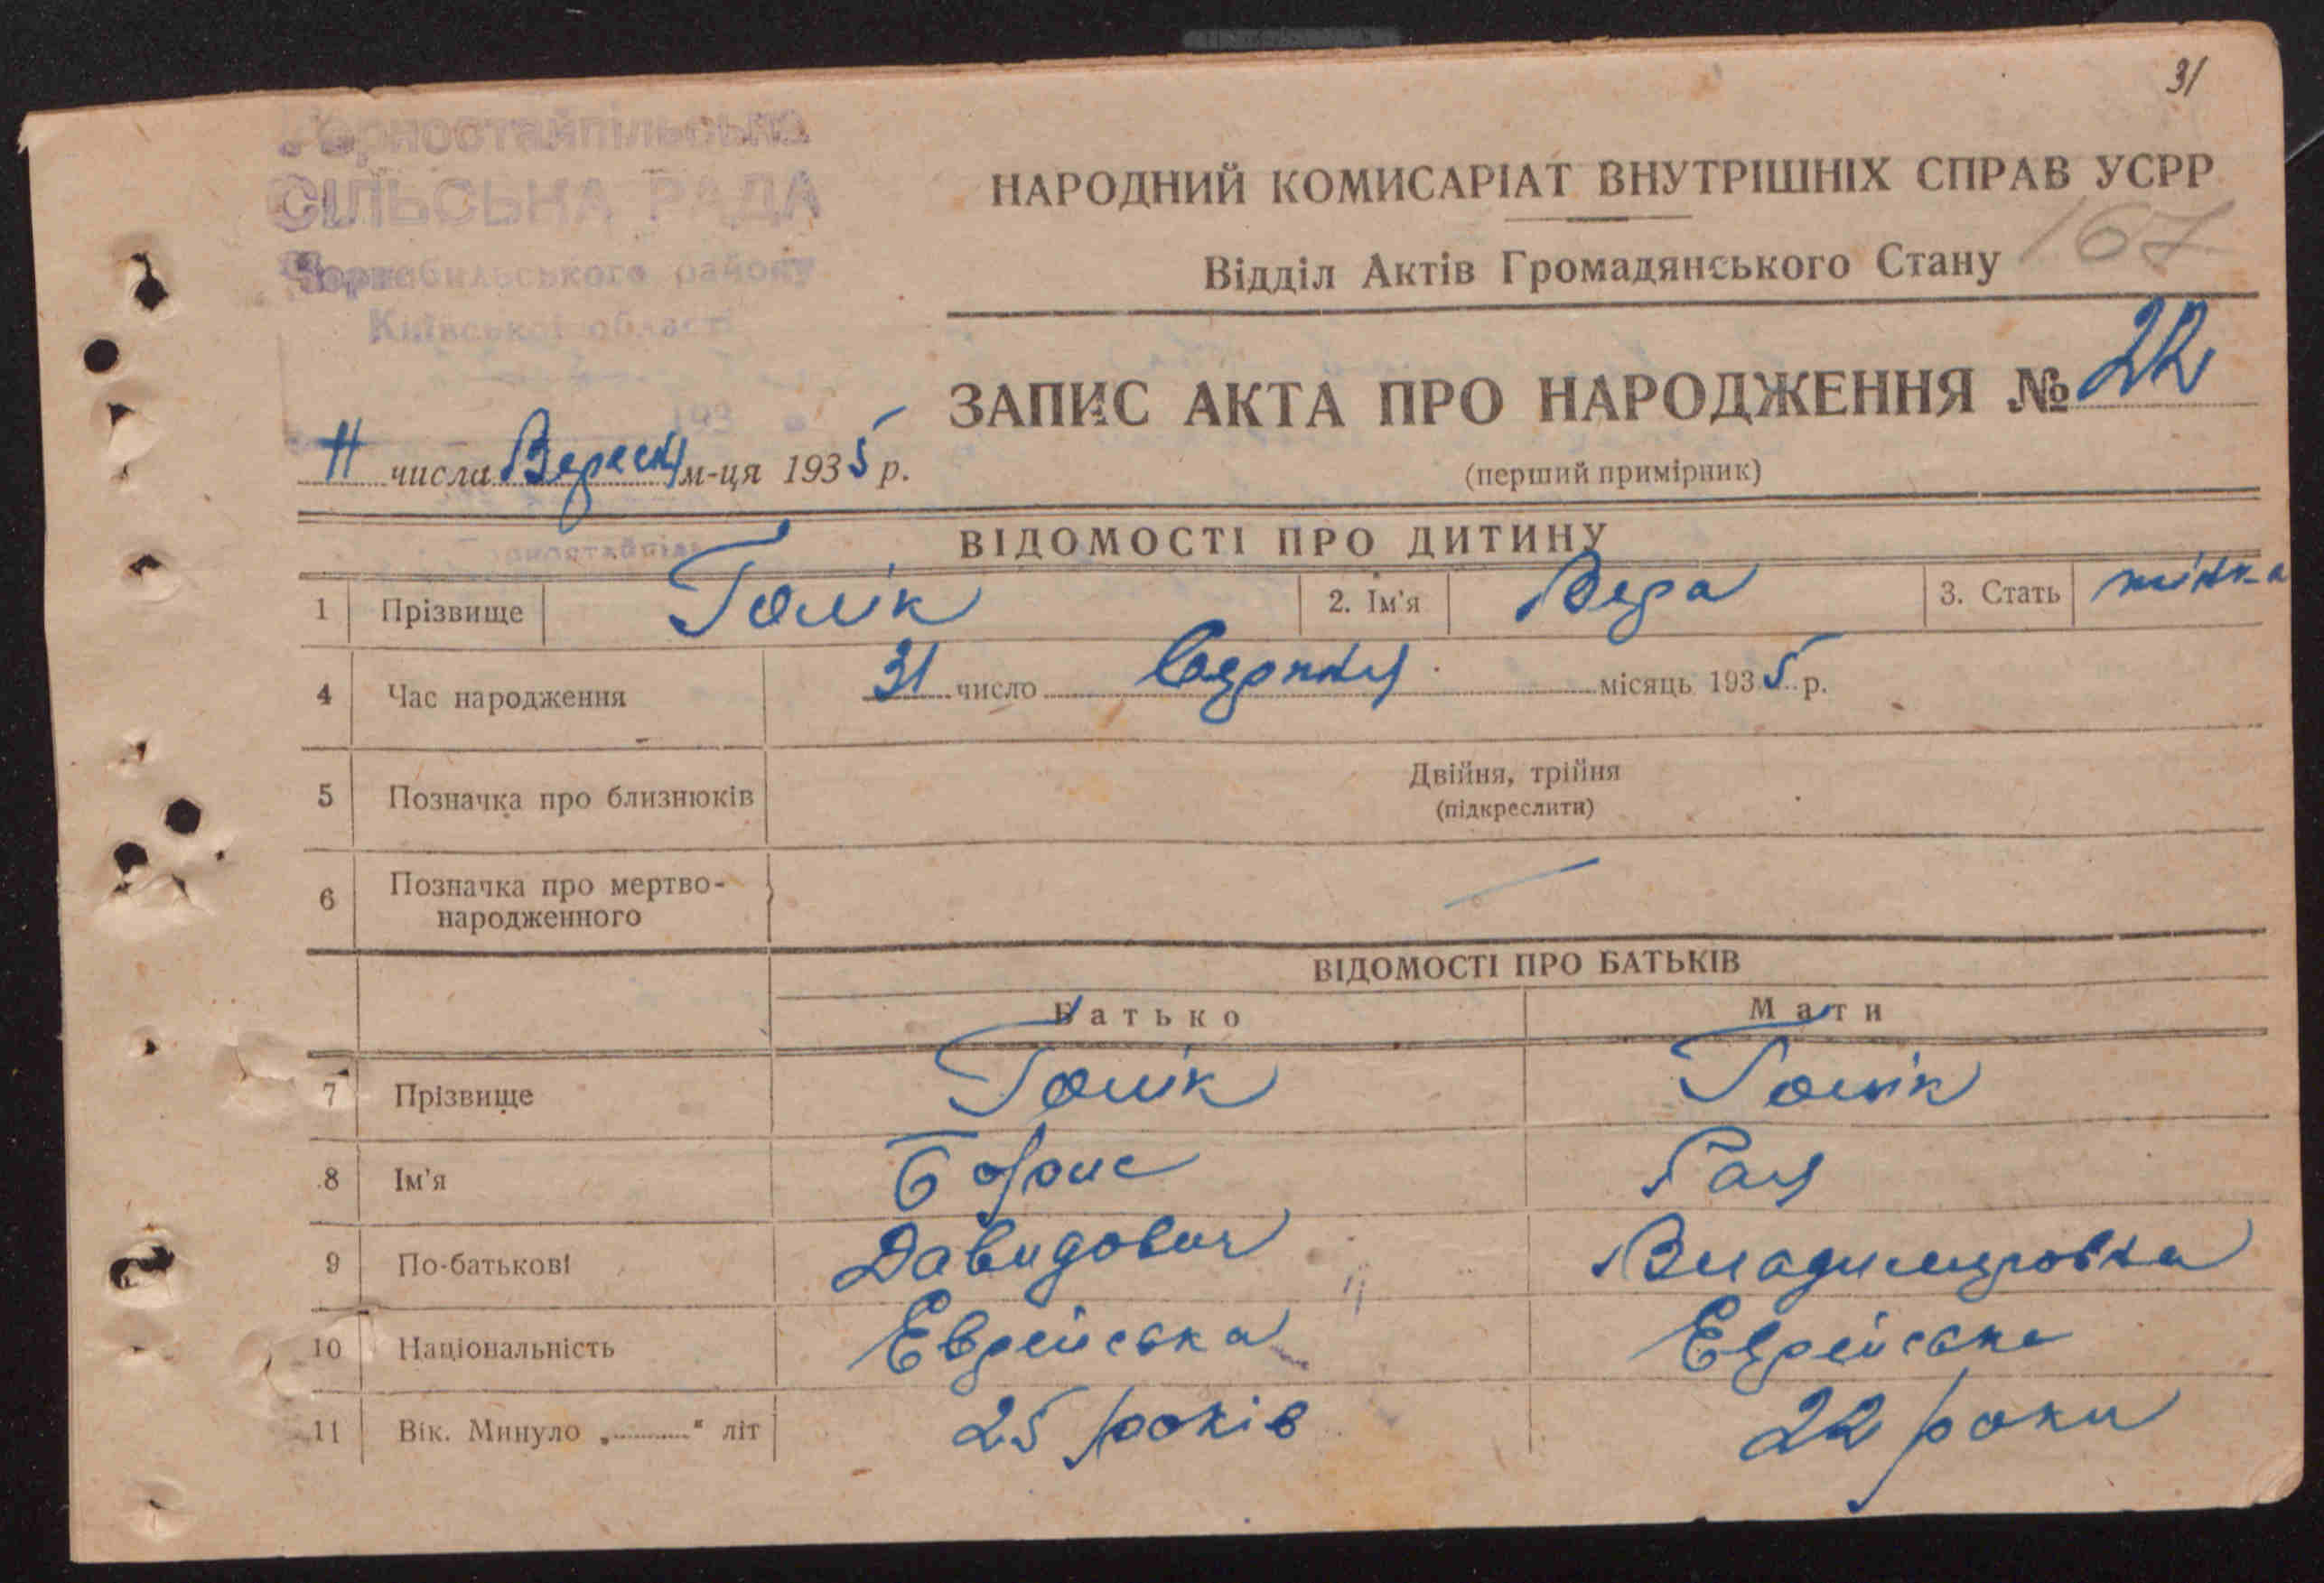 31
Горностайпільська
СІЛЬСЬКА РАДА
Чорнобильського району
Київської області
193
НАРОДНИЙ КОМИСАРІАТ ВНУТРІШНІХ СПРАВ УСРР
Відділ Актів Громадянського Стану 167
ЗАПИС АКТА ПРО НАРОДЖЕННЯ № 22
11 числа Вересня м-ця 1935 р.
(перший примірник)
ВІДОМОСТІ ПРО ДИТИНУ
1 Прізвище Голік 2. Ім'я Вера 3. Стать жінка
4 Час народження 31 число Серпня місяць 1935 р.
5 Позначка про близнюків Двійня, трійня
(підкреслити)
6 Позначка про мертво-
народженного —
ВІДОМОСТІ ПРО БАТЬКІВ
Батько Мати
7 Прізвище Голік Голік
8 Ім'я Борис Рая
9 По-батькові Давидович Владимировна
10 Національність Еврейська Еврейска
11 Вік. Минуло „........." літ 25 років 22 роки